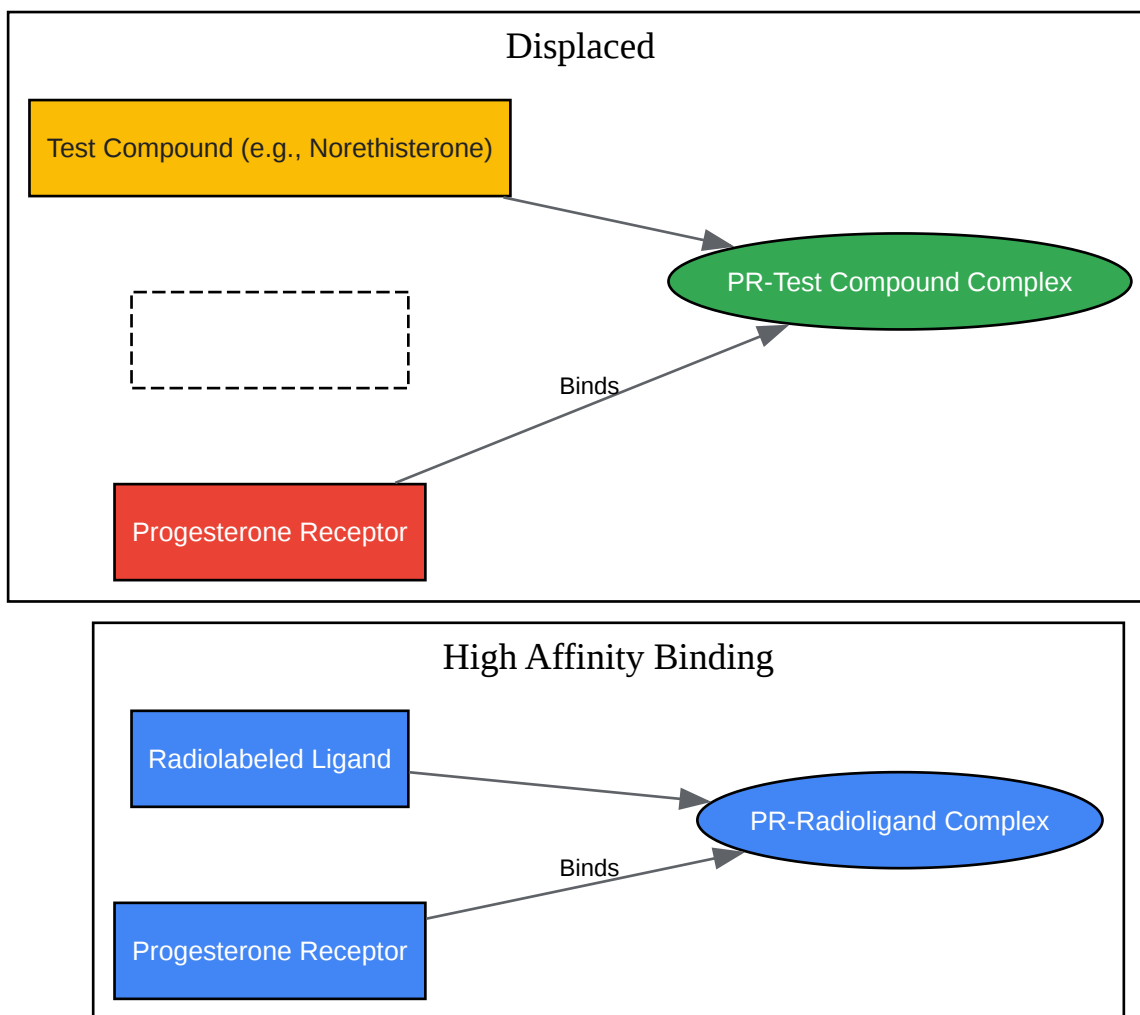 Displaced
Test Compound (e.g., Norethisterone)
PR-Test Compound Complex
Binds
Progesterone Receptor
High Affinity Binding
Radiolabeled Ligand
PR-Radioligand Complex
Binds
Progesterone Receptor